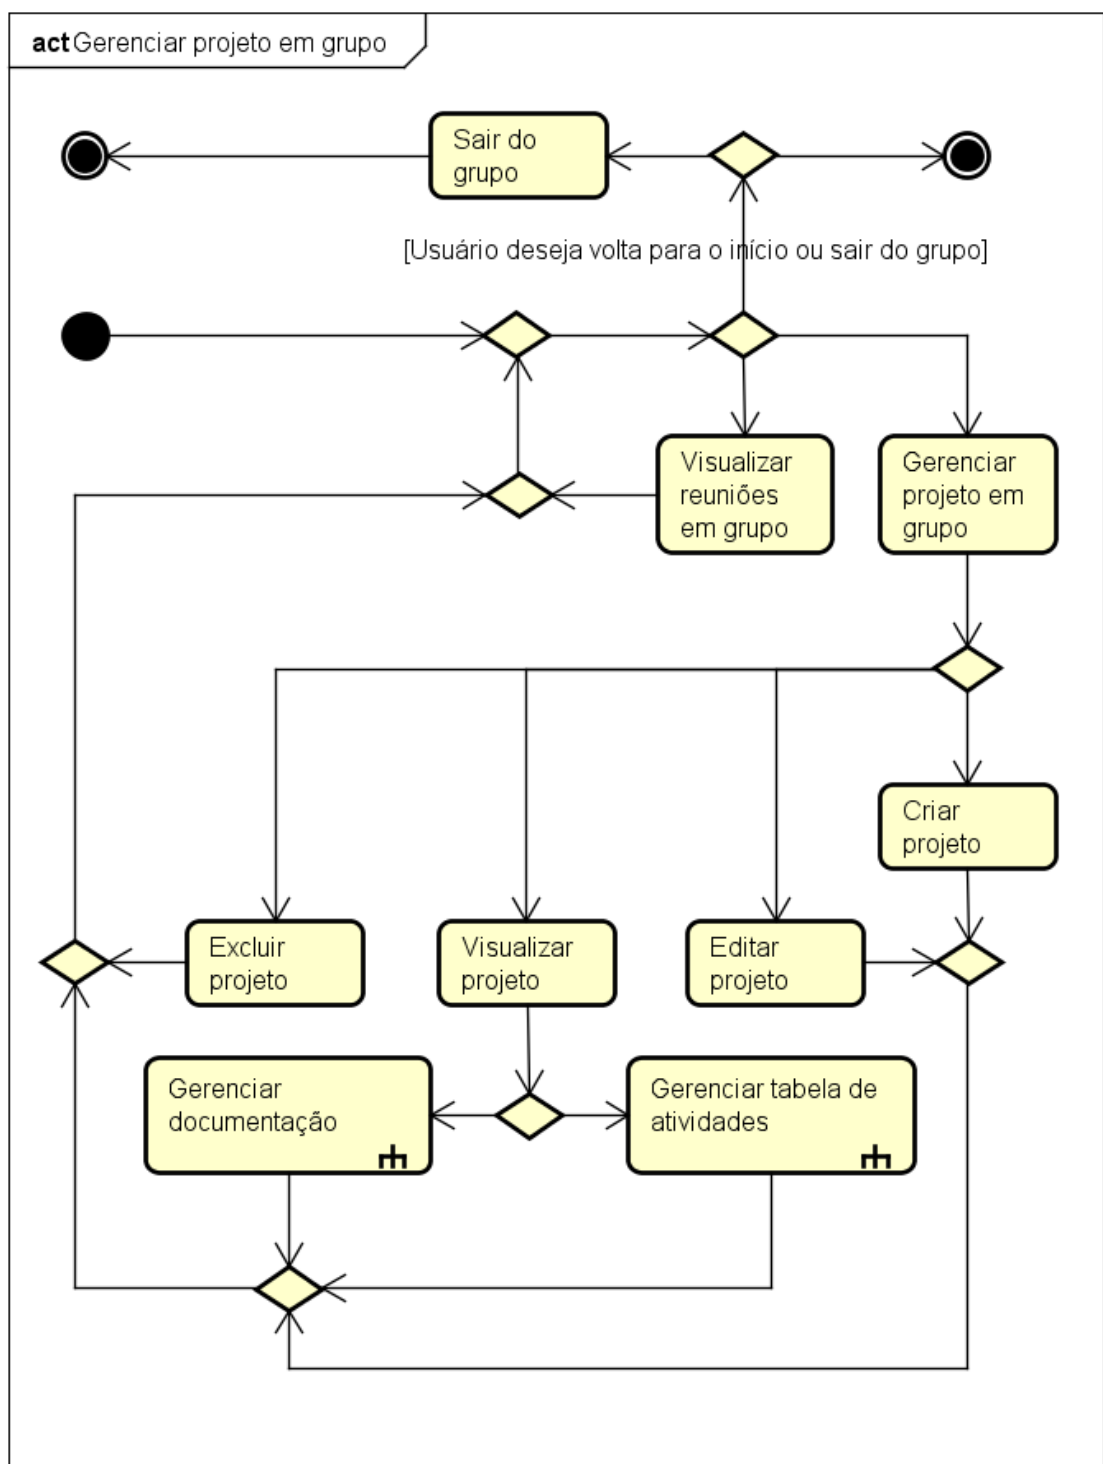 act Gerenciar projeto em grupo
Sair do
grupo
[Usuário deseja volta para o início ou sair do grupo]
Visualizar
reuniões
em grupo
Gerenciar
projeto em
grupo
Criar
projeto
Excluir
projeto
Visualizar
projeto
Editar
projeto
Gerenciar
documentação
Gerenciar tabela de
atividades